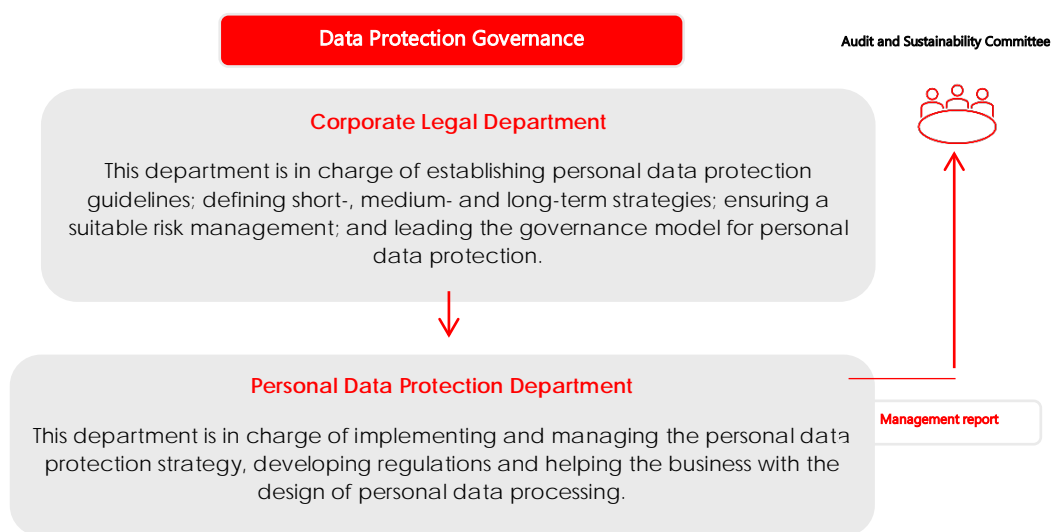 Data Protection Governance
Audit and Sustainability Committee
Corporate Legal Department
This department is in charge of establishing personal data protection
guidelines; defining short-, medium- and long-term strategies; ensuring a
suitable risk management; and leading the governance model for personal
data protection.
Personal Data Protection Department
This department is in charge of implementing and managing the personal data
protection strategy, developing regulations and helping the business with the
design of personal data processing.
Management report